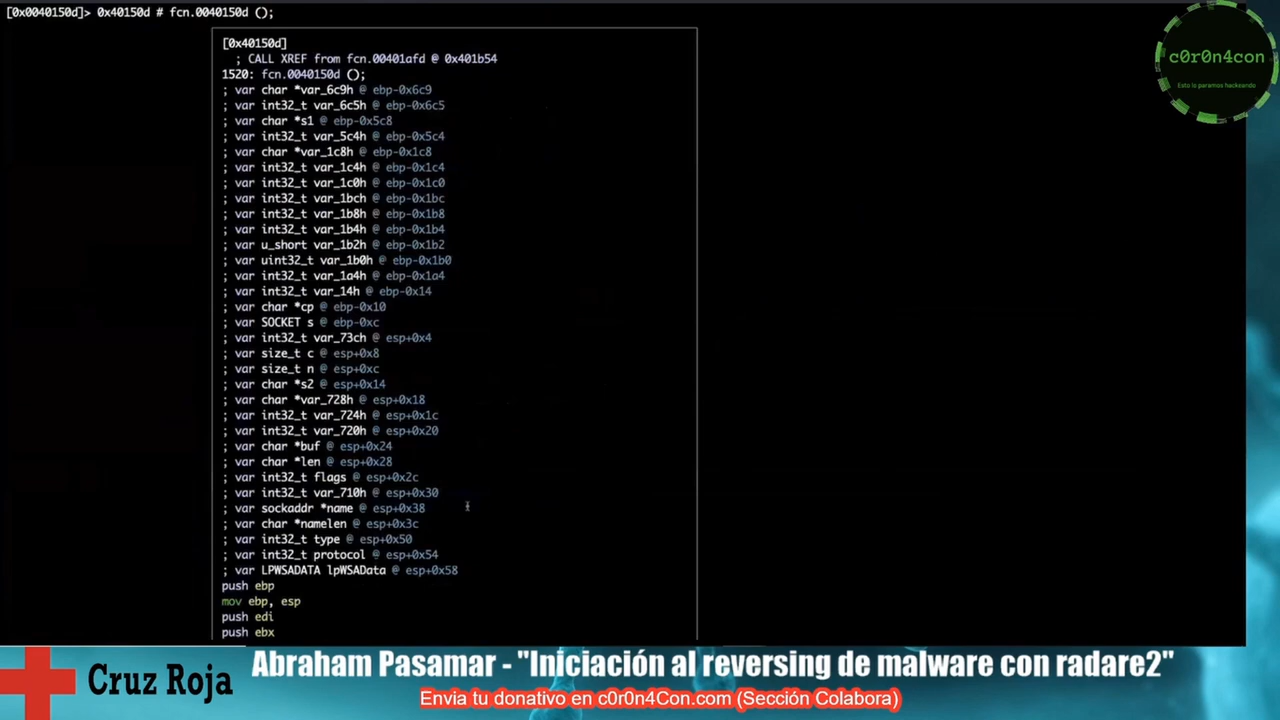 [0x0040150d]> 0x40150d # fcn.0040150d ();
[0x40150d]
; CALL XREF from fcn.00401afd @ 0x401b54
1520: fcn.0040150d ();
; var char *var_6c9h @ ebp-0x6c9
; var int32_t var_6c5h @ ebp-0x6c5
; var char *s1 @ ebp-0x5c8
; var int32_t var_5c4h @ ebp-0x5c4
; var char *var_1c8h @ ebp-0x1c8
; var int32_t var_1c4h @ ebp-0x1c4
; var int32_t var_1c0h @ ebp-0x1c0
; var int32_t var_1bch @ ebp-0x1bc
; var int32_t var_1b8h @ ebp-0x1b8
; var int32_t var_1b4h @ ebp-0x1b4
; var u_short var_1b2h @ ebp-0x1b2
; var uint32_t var_1b0h @ ebp-0x1b0
; var int32_t var_1a4h @ ebp-0x1a4
; var int32_t var_14h @ ebp-0x14
; var char *cp @ ebp-0x10
; var SOCKET s @ ebp-0xc
; var int32_t var_73ch @ esp+0x4
; var size_t c @ esp+0x8
; var size_t n @ esp+0xc
; var char *s2 @ esp+0x14
; var char *var_728h @ esp+0x18
; var int32_t var_724h @ esp+0x1c
; var int32_t var_720h @ esp+0x20
; var char *buf @ esp+0x24
; var char *len @ esp+0x28
; var int32_t flags @ esp+0x2c
; var int32_t var_710h @ esp+0x30
; var sockaddr *name @ esp+0x38
; var char *namelen @ esp+0x3c
; var int32_t type @ esp+0x50
; var int32_t protocol @ esp+0x54
; var LPWSADATA lpWSAData @ esp+0x58
push ebp
mov ebp, esp
push edi
push ebx
c0r0n4con
Esto lo paramos hackeando
Cruz Roja
Abraham Pasamar - "Iniciación al reversing de malware con radare2"
Envia tu donativo en c0r0n4Con.com (Sección Colabora)